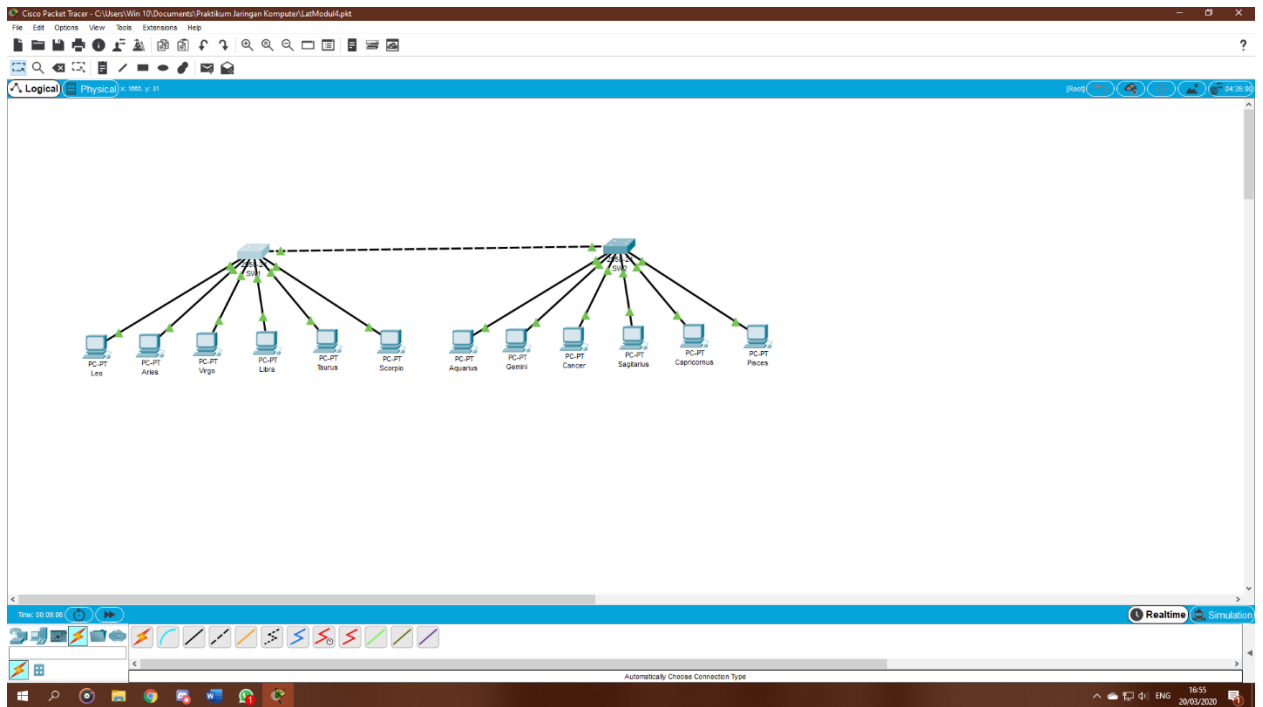 Cisco Packet Tracer - C:\Users\Win 10\Documents\Praktikum Jaringan Komputer\LatModul4.pkt
File Edit Options View Tools Extensions Help
?
Logical Physical x: 1666, y: 31 [Root] 04:35:00
SW1
SW2
PC-PT
Leo
PC-PT
Aries
PC-PT
Virgo
PC-PT
Libra
PC-PT
Taurus
PC-PT
Scorpio
PC-PT
Aquarius
PC-PT
Gemini
PC-PT
Cancer
PC-PT
Sagitarius
PC-PT
Capricornus
PC-PT
Pisces
Time: 00:09:06 Realtime Simulation
Automatically Choose Connection Type
ENG 16:55
20/03/2020